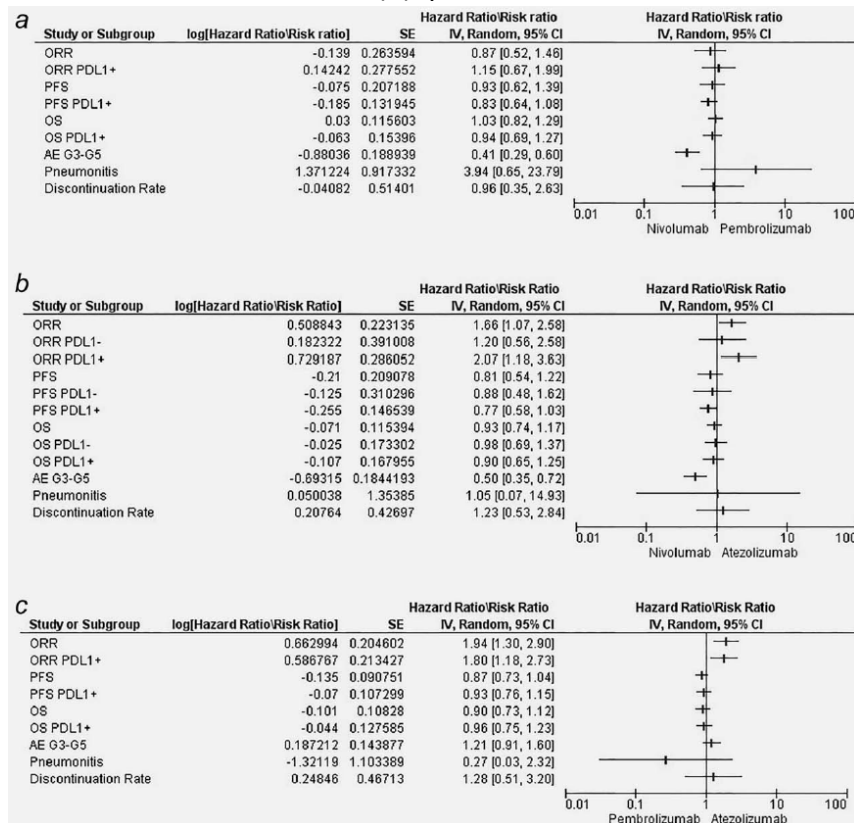 a
Hazard Ratio\Risk ratio Hazard Ratio\Risk ratio
Study or Subgroup log[Hazard Ratio\Risk ratio] SE IV, Random, 95% CI IV, Random, 95% CI
ORR -0.139 0.263594 0.87 [0.52, 1.46]
ORR PDL1+ 0.14242 0.277552 1.15 [0.67, 1.99]
PFS -0.075 0.207188 0.93 [0.62, 1.39]
PFS PDL1+ -0.185 0.131945 0.83 [0.64, 1.08]
OS 0.03 0.115603 1.03 [0.82, 1.29]
OS PDL1+ -0.063 0.15396 0.94 [0.69, 1.27]
AE G3-G5 -0.88036 0.188939 0.41 [0.29, 0.60]
Pneumonitis 1.371224 0.917332 3.94 [0.65, 23.79]
Discontinuation Rate -0.04082 0.51401 0.96 [0.35, 2.63]
0.01 0.1 1 10 100
Nivolumab Pembrolizumab
b
Hazard Ratio\Risk Ratio Hazard Ratio\Risk Ratio
Study or Subgroup log[Hazard Ratio\Risk Ratio] SE IV, Random, 95% CI IV, Random, 95% CI
ORR 0.508843 0.223135 1.66 [1.07, 2.58]
ORR PDL1- 0.182322 0.391008 1.20 [0.56, 2.58]
ORR PDL1+ 0.729187 0.286052 2.07 [1.18, 3.63]
PFS -0.21 0.209078 0.81 [0.54, 1.22]
PFS PDL1- -0.125 0.310296 0.88 [0.48, 1.62]
PFS PDL1+ -0.255 0.146539 0.77 [0.58, 1.03]
OS -0.071 0.115394 0.93 [0.74, 1.17]
OS PDL1- -0.025 0.173302 0.98 [0.69, 1.37]
OS PDL1+ -0.107 0.167955 0.90 [0.65, 1.25]
AE G3-G5 -0.69315 0.1844193 0.50 [0.35, 0.72]
Pneumonitis 0.050038 1.35385 1.05 [0.07, 14.93]
Discontinuation Rate 0.20764 0.42697 1.23 [0.53, 2.84]
0.01 0.1 1 10 100
Nivolumab Atezolizumab
c
Hazard Ratio\Risk Ratio Hazard Ratio\Risk Ratio
Study or Subgroup log[Hazard Ratio\Risk Ratio] SE IV, Random, 95% CI IV, Random, 95% CI
ORR 0.662994 0.204602 1.94 [1.30, 2.90]
ORR PDL1+ 0.586767 0.213427 1.80 [1.18, 2.73]
PFS -0.135 0.090751 0.87 [0.73, 1.04]
PFS PDL1+ -0.07 0.107299 0.93 [0.76, 1.15]
OS -0.101 0.10828 0.90 [0.73, 1.12]
OS PDL1+ -0.044 0.127585 0.96 [0.75, 1.23]
AE G3-G5 0.187212 0.143877 1.21 [0.91, 1.60]
Pneumonitis -1.32119 1.103389 0.27 [0.03, 2.32]
Discontinuation Rate 0.24846 0.46713 1.28 [0.51, 3.20]
0.01 0.1 1 10 100
Pembrolizumab Atezolizumab